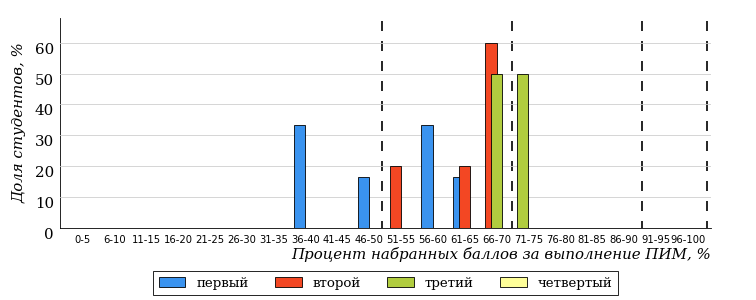 Доля студентов, %
60
50
40
30
20
10
0
0-5 6-10 11-15 16-20 21-25 26-30 31-35 36-40 41-45 46-50 51-55 56-60 61-65 66-70 71-75 76-80 81-85 86-90 91-95 96-100
Процент набранных баллов за выполнение ПИМ, %
первый второй третий четвертый